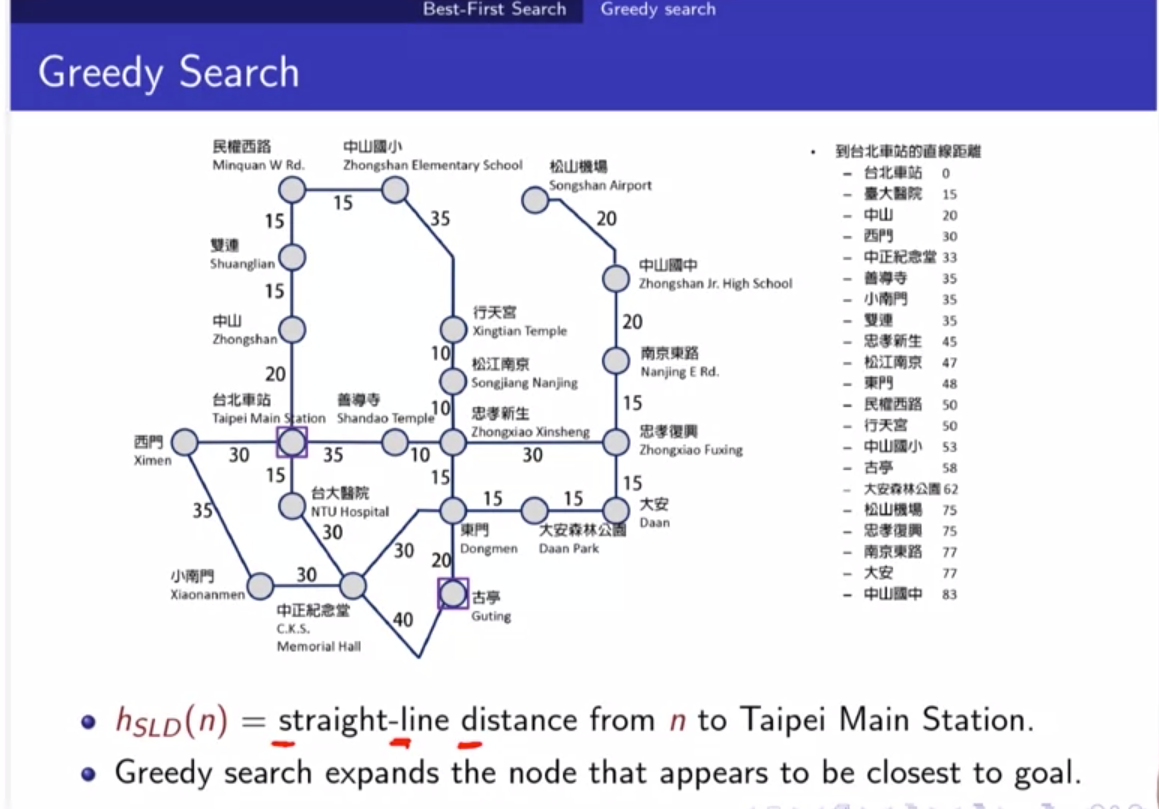 Best-First Search Greedy search
Greedy Search
民權西路
Minquan W Rd.
中山國小
Zhongshan Elementary School
松山機場
Songshan Airport
15
15
35
20
雙連
Shuanglian
15
中山國中
Zhongshan Jr. High School
中山
Zhongshan
行天宮
Xingtian Temple
20
10
松江南京
Songjiang Nanjing
南京東路
Nanjing E Rd.
20
台北車站
Taipei Main Station
善導寺
Shandao Temple
10
忠孝新生
Zhongxiao Xinsheng
15
忠孝復興
Zhongxiao Fuxing
西門
Ximen
30
35
10
30
15
台大醫院
NTU Hospital
15
15
15
15
大安
Daan
35
30
東門
Dongmen
大安森林公園
Daan Park
30
20
小南門
Xiaonanmen
30
中正紀念堂
C.K.S.
Memorial Hall
40
古亭
Guting
• 到台北車站的直線距離
– 台北車站 0
– 臺大醫院 15
– 中山 20
– 西門 30
– 中正紀念堂 33
– 善導寺 35
– 小南門 35
– 雙連 35
– 忠孝新生 45
– 松江南京 47
– 東門 48
– 民權西路 50
– 行天宮 50
– 中山國小 53
– 古亭 58
– 大安森林公園 62
– 松山機場 75
– 忠孝復興 75
– 南京東路 77
– 大安 77
– 中山國中 83
hSLD(n) = straight-line distance from n to Taipei Main Station.
Greedy search expands the node that appears to be closest to goal.